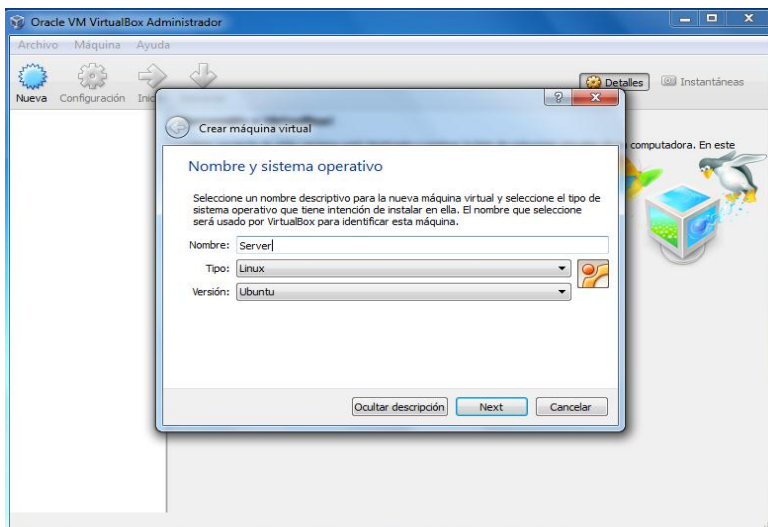 Oracle VM VirtualBox Administrador
Archivo Máquina Ayuda
Nueva Configuración Inic
Detalles Instantáneas
computadora. En este
Crear máquina virtual
Nombre y sistema operativo
Seleccione un nombre descriptivo para la nueva máquina virtual y seleccione el tipo de
sistema operativo que tiene intención de instalar en ella. El nombre que seleccione
será usado por VirtualBox para identificar esta máquina.
Nombre: Server
Tipo: Linux
Versión: Ubuntu
Ocultar descripción Next Cancelar